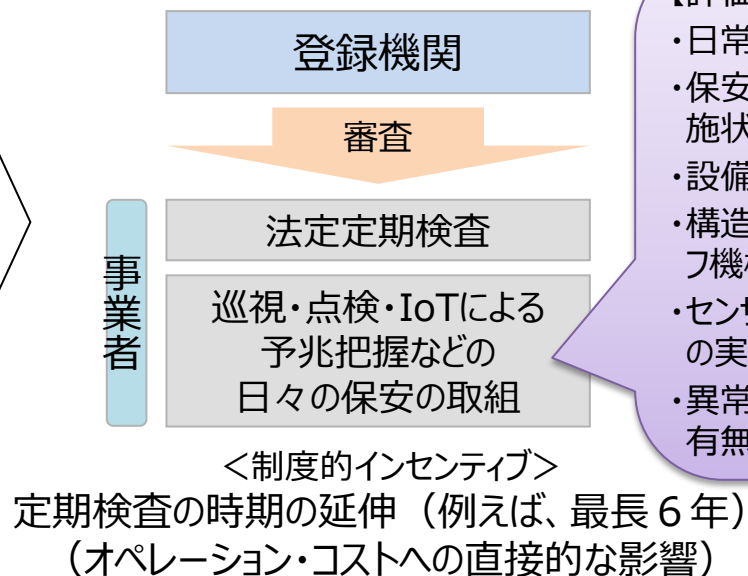 登録機関
審査
事業者
法定定期検査
巡視・点検・IoTによる
予兆把握などの
日々の保安の取組
・日常
・保安
施状
・設備
・構造
フ機
・セン
の実
・異常
有無
＜制度的インセンティブ＞
定期検査の時期の延伸（例えば、最長６年）
（オペレーション・コストへの直接的な影響）